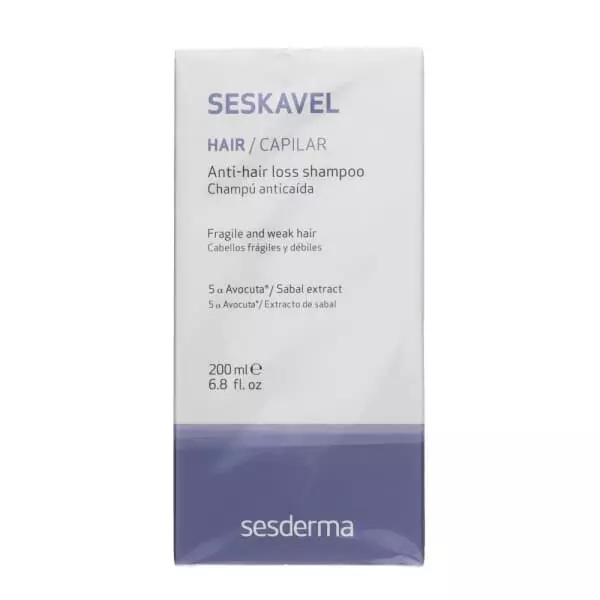 SESKAVEL
HAIR / CAPILAR
Anti-hair loss shampoo
Champú anticaída
Fragile and weak hair
Cabellos frágiles y débiles
5 α Avocuta*/ Sabal extract
5 α Avocuta*/ Extracto de sabal
200 ml ℮
6.8 fl. oz
sesderma